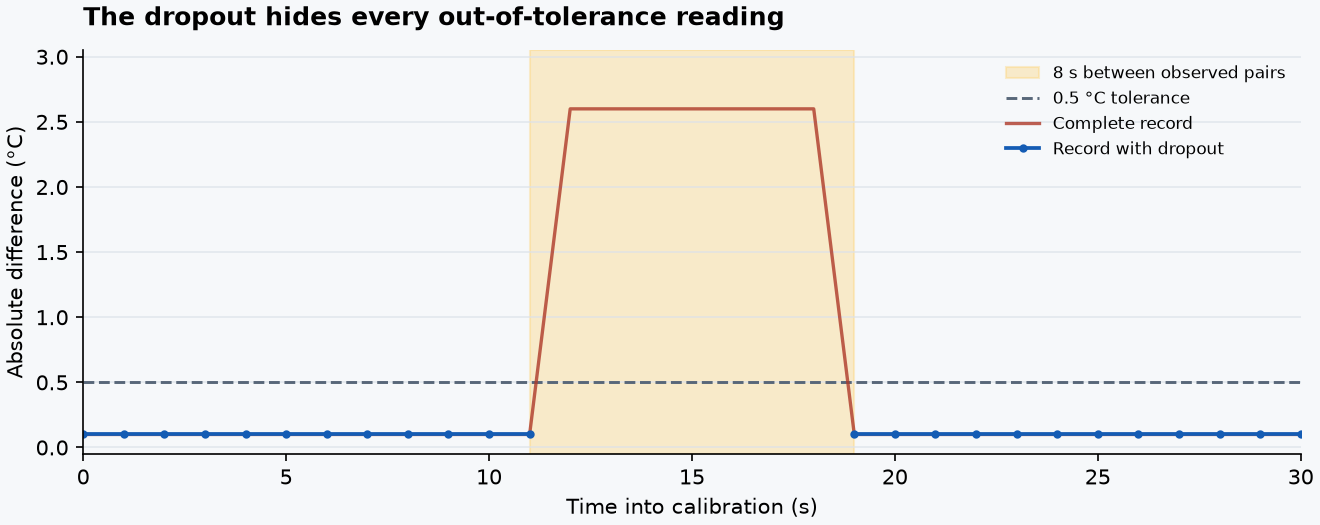 The dropout hides every out-of-tolerance reading
Absolute difference (°C)
3.0
2.5
2.0
1.5
1.0
0.5
0.0
8 s between observed pairs
0.5 °C tolerance
Complete record
Record with dropout
0 5 10 15 20 25 30
Time into calibration (s)